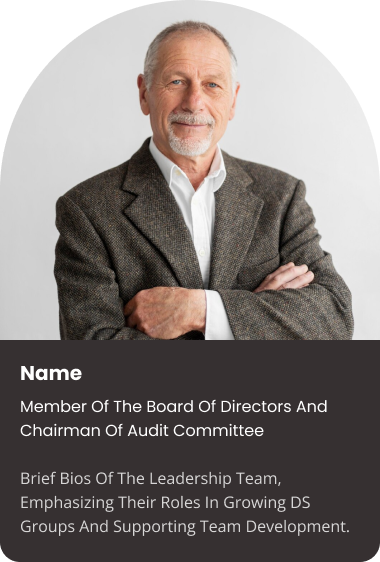 Name
Member Of The Board Of Directors And
Chairman Of Audit Committee
Brief Bios Of The Leadership Team,
Emphasizing Their Roles In Growing DS
Groups And Supporting Team Development.